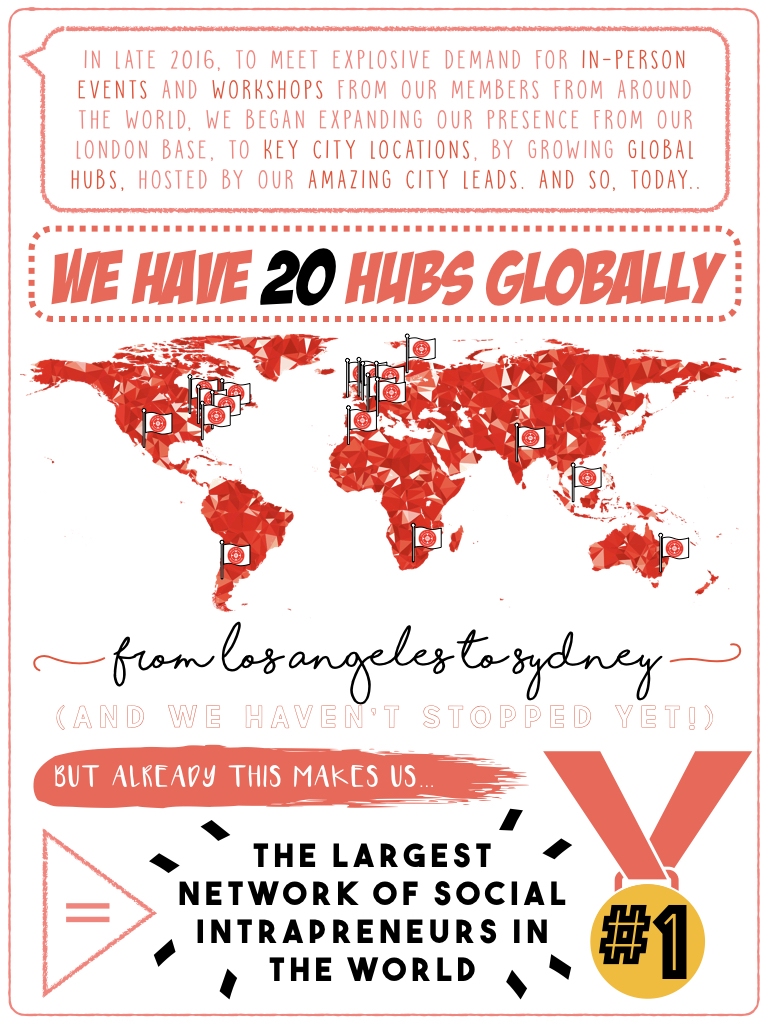 IN LATE 2016, TO MEET EXPLOSIVE DEMAND FOR IN-PERSON
EVENTS AND WORKSHOPS FROM OUR MEMBERS FROM AROUND
THE WORLD, WE BEGAN EXPANDING OUR PRESENCE FROM OUR
LONDON BASE, TO KEY CITY LOCATIONS, BY GROWING GLOBAL
HUBS, HOSTED BY OUR AMAZING CITY LEADS. AND SO, TODAY..
WE HAVE 20 HUBS GLOBALLY
from los angeles to sydney
(AND WE HAVEN'T STOPPED YET!)
BUT ALREADY THIS MAKES US...
THE LARGEST
NETWORK OF SOCIAL
INTRAPRENEURS IN
THE WORLD
=
#1